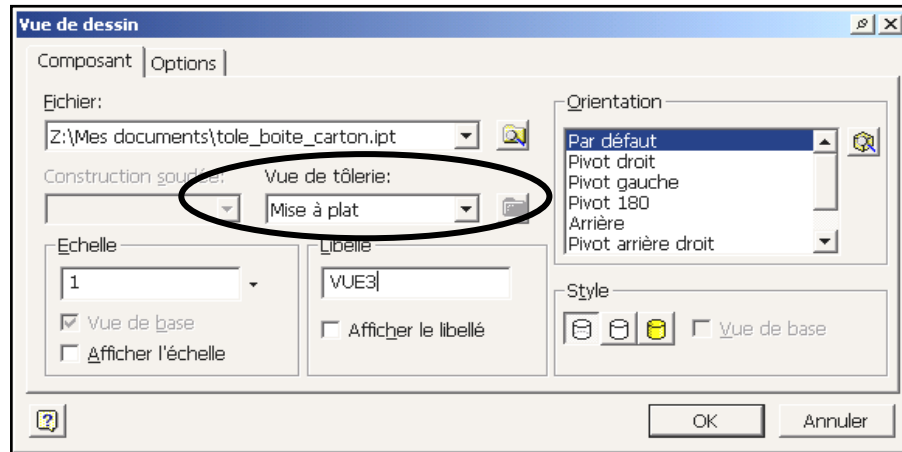 Vue de dessin
Composant Options
Fichier:
Z:\Mes documents\tole_boite_carton.ipt
Construction soudée: Vue de tôlerie:
Mise à plat
Echelle
1
Vue de base
Afficher l'échelle
Libellé
VUE3
Afficher le libellé
Orientation
Par défaut
Pivot droit
Pivot gauche
Pivot 180
Arrière
Pivot arrière droit
Style
Vue de base
OK Annuler